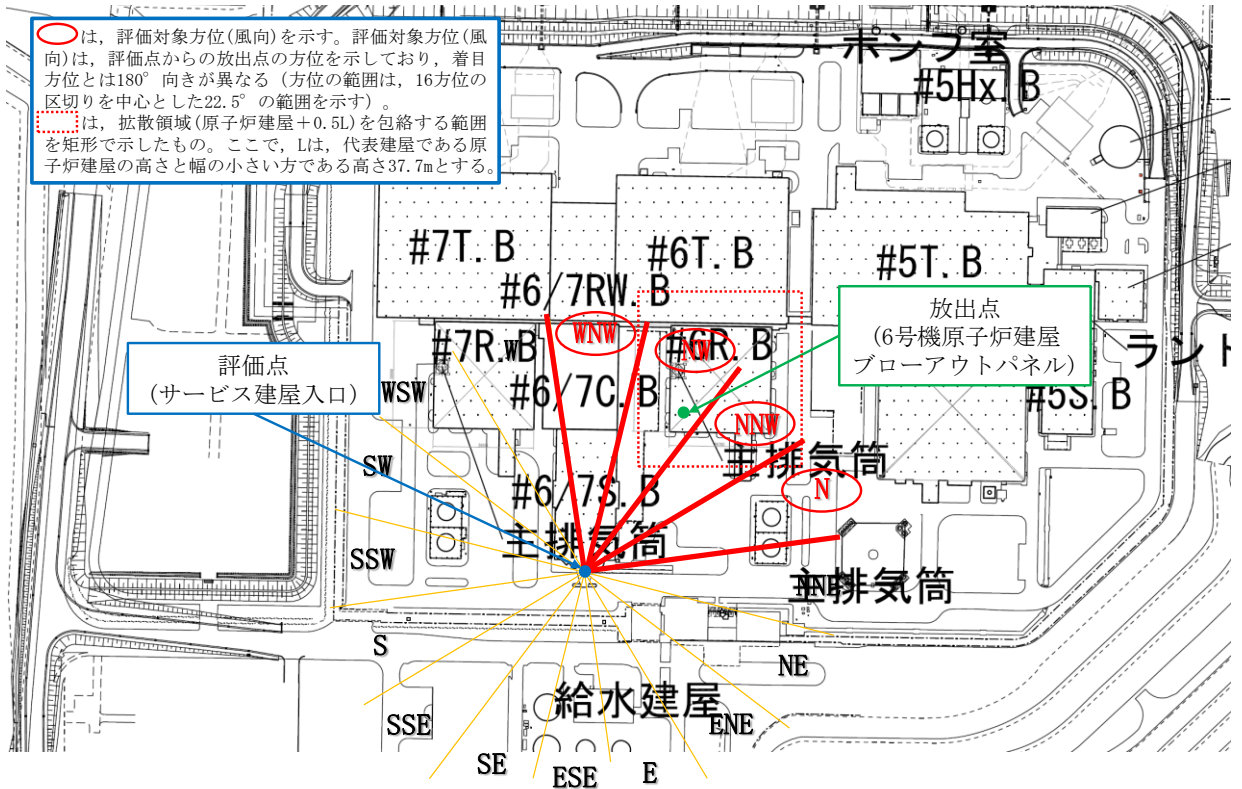 は，評価対象方位(風向)を示す。評価対象方位(風
向)は，評価点からの放出点の方位を示しており，着目
方位とは180° 向きが異なる（方位の範囲は，16方位の
区切りを中心とした22.5° の範囲を示す）。
は，拡散領域(原子炉建屋＋0.5L)を包絡する範囲
を矩形で示したもの。ここで，Lは，代表建屋である原
子炉建屋の高さと幅の小さい方である高さ37.7mとする。
ポンプ室
#5Hx. B
#7T. B
#6T. B
#5T. B
#6/7RW. B
放出点
(6号機原子炉建屋
ブローアウトパネル)
WNW
NW
#6R. B
#7R. B
W
ランド
評価点
(サービス建屋入口)
WSW
#6/7C. B
#5S. B
NNW
主排気筒
SW
#6/7S. B
N
主排気筒
SSW
NNE
主排気筒
S
NE
給水建屋
SSE
ENE
SE
ESE
E